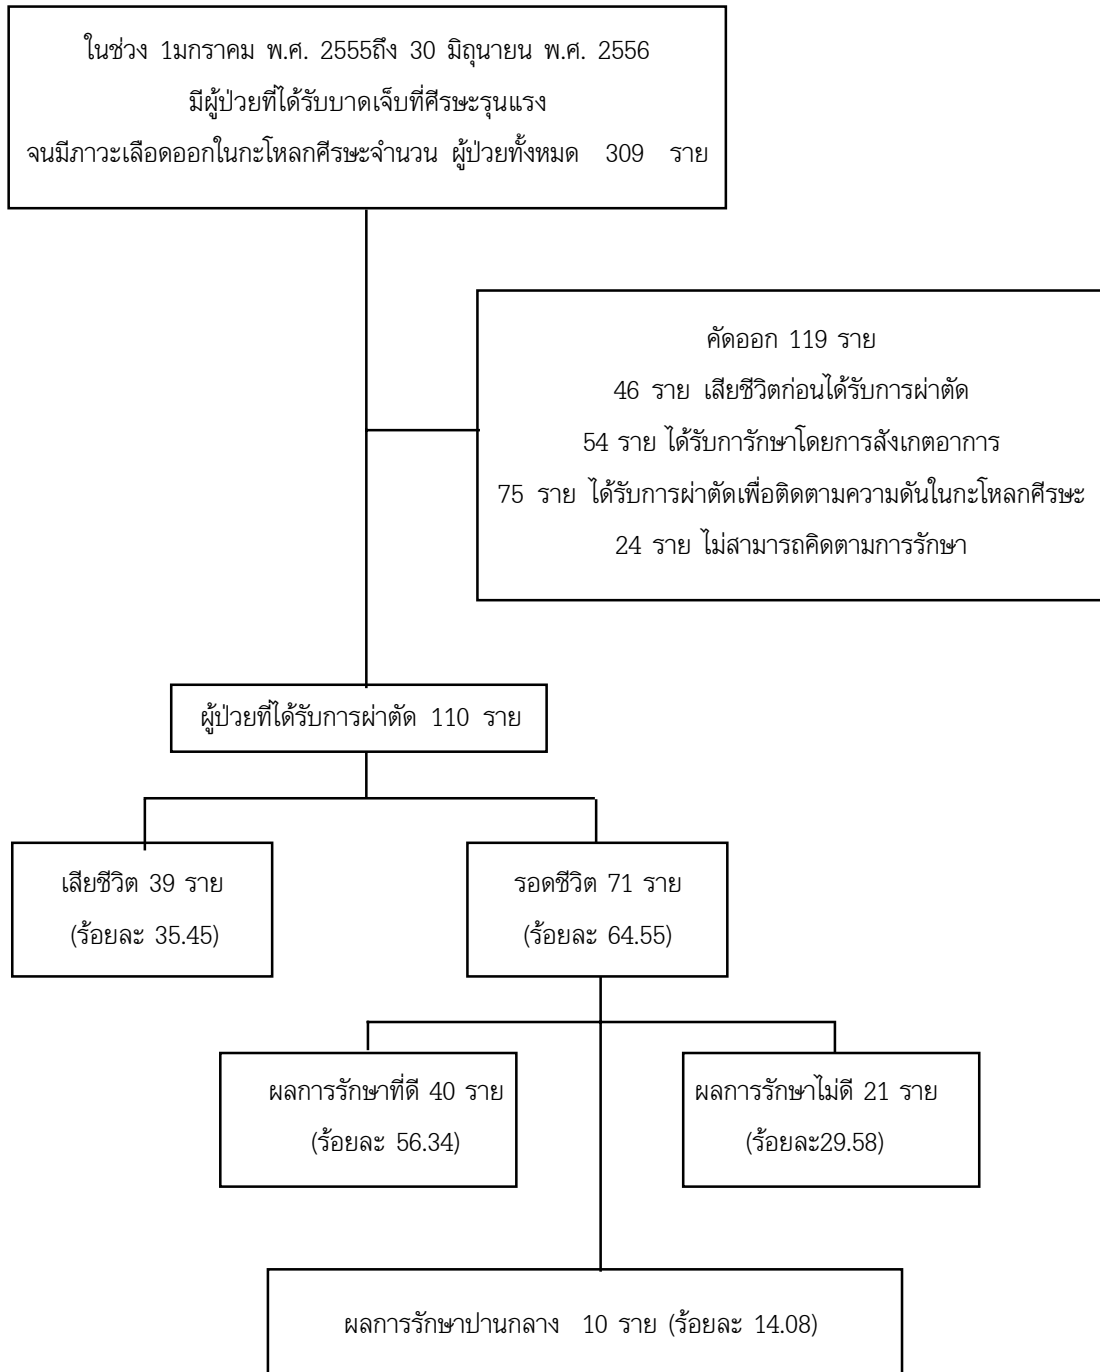 ในช่วง 1มกราคม พ.ศ. 2555ถึง 30 มิถุนายน พ.ศ. 2556
มีผู้ป่วยที่ได้รับบาดเจ็บที่ศีรษะรุนแรง
จนมีภาวะเลือดออกในกะโหลกศีรษะจำนวน ผู้ป่วยทั้งหมด 309 ราย
คัดออก 119 ราย
46 ราย เสียชีวิตก่อนได้รับการผ่าตัด
54 ราย ได้รับการักษาโดยการสังเกตอาการ
75 ราย ได้รับการผ่าตัดเพื่อติดตามความดันในกะโหลกศีรษะ
24 ราย ไม่สามารถคิดตามการรักษา
ผู้ป่วยที่ได้รับการผ่าตัด 110 ราย
เสียชีวิต 39 ราย
(ร้อยละ 35.45)
รอดชีวิต 71 ราย
(ร้อยละ 64.55)
ผลการรักษาที่ดี 40 ราย
(ร้อยละ 56.34)
ผลการรักษาไม่ดี 21 ราย
(ร้อยละ29.58)
ผลการรักษาปานกลาง 10 ราย (ร้อยละ 14.08)